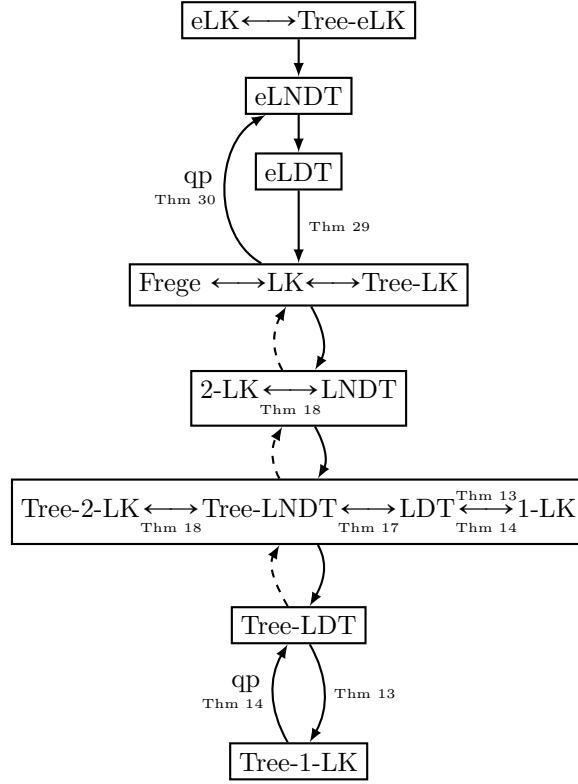 eLK ⟷ Tree-eLK
eLNDT
eLDT
qp
Thm 30
Thm 29
Frege ⟷ LK ⟷ Tree-LK
2-LK ⟷ LNDT
Thm 18
Thm 13
Tree-2-LK ⟷ Tree-LNDT ⟷ LDT ⟷ 1-LK
Thm 18 Thm 17 Thm 14
Tree-LDT
qp
Thm 14
Thm 13
Tree-1-LK